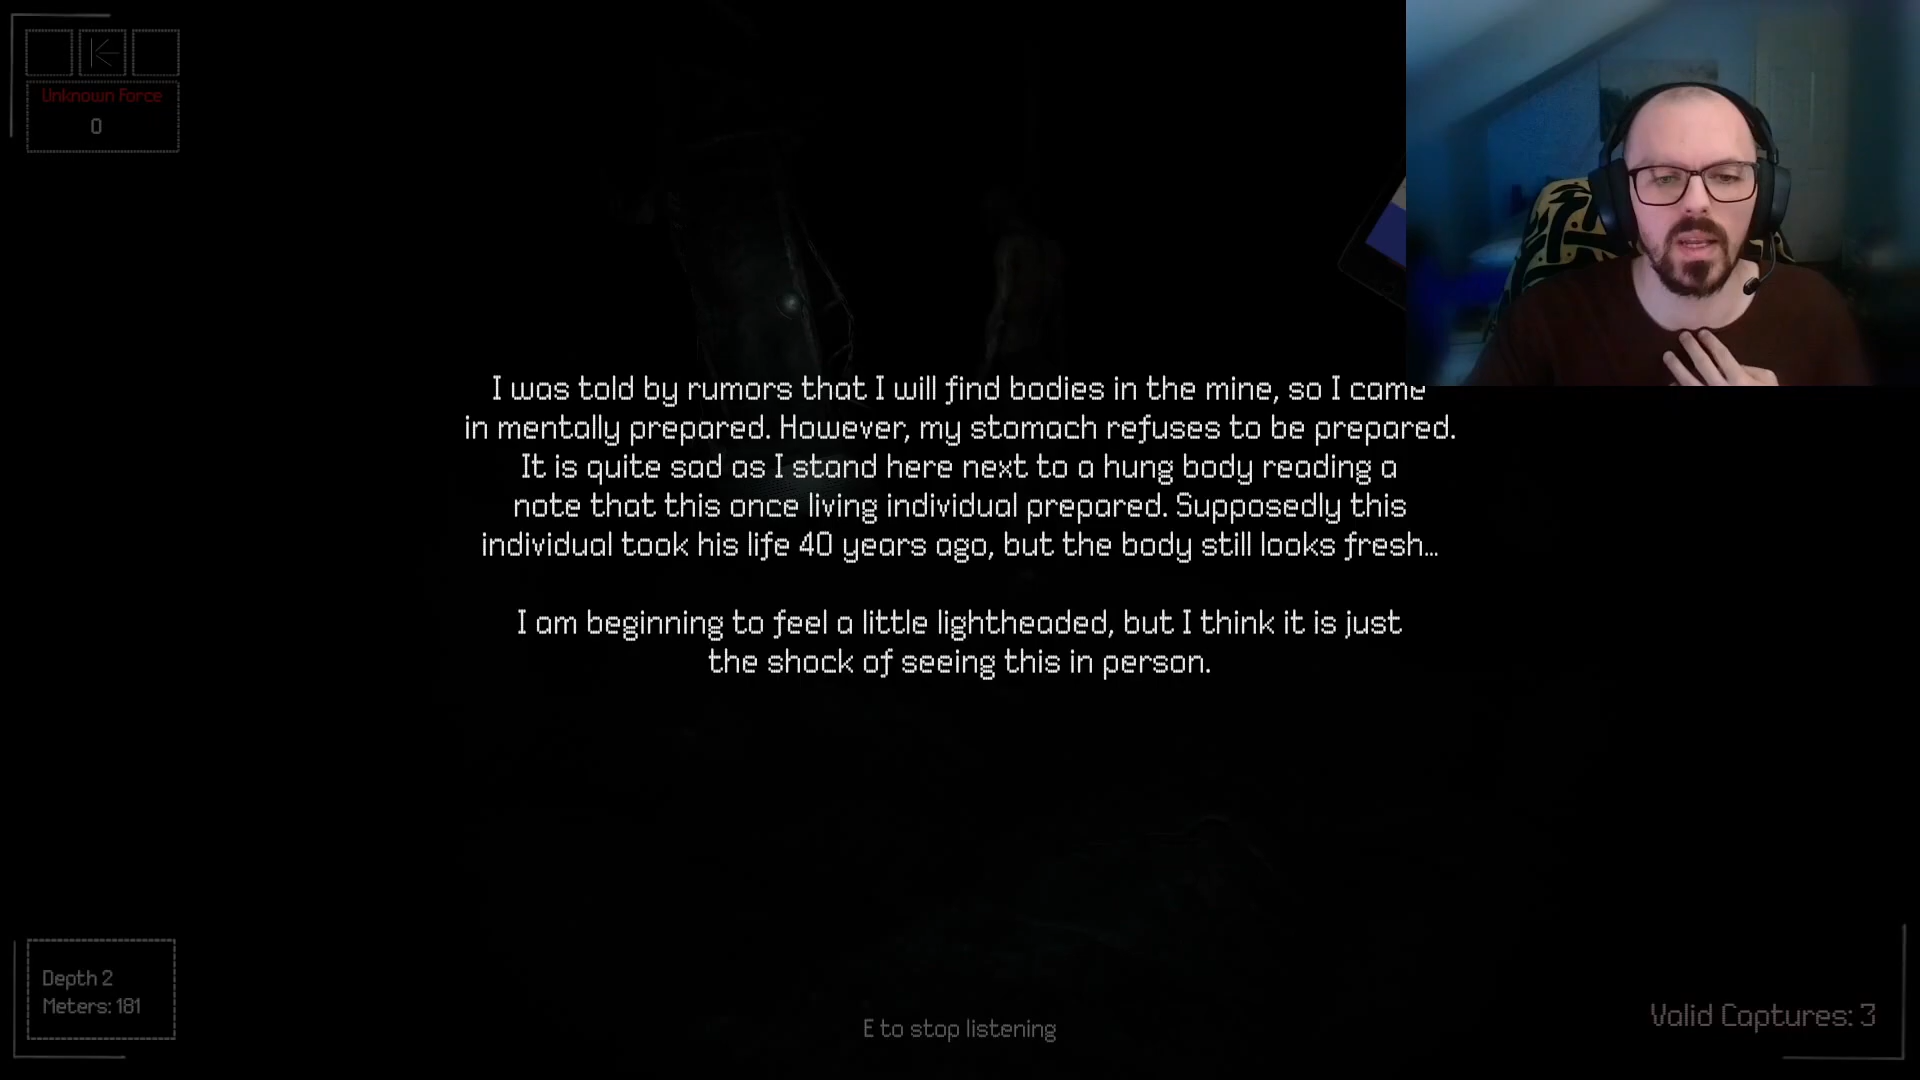 Unknown Force
0
I was told by rumors that I will find bodies in the mine, so I came
in mentally prepared. However, my stomach refuses to be prepared.
It is quite sad as I stand here next to a hung body reading a
note that this once living individual prepared. Supposedly this
individual took his life 40 years ago, but the body still looks fresh...
I am beginning to feel a little lightheaded, but I think it is just
the shock of seeing this in person.
Depth 2
Meters: 181
E to stop listening
Valid Captures: 3